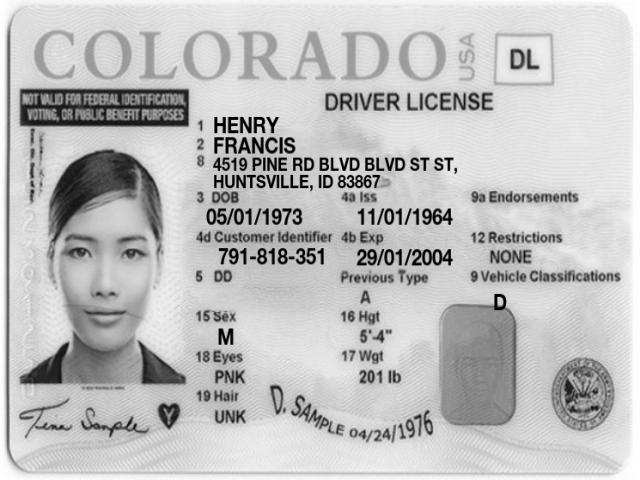 COLORADO
USA
DL
NOT VALID FOR FEDERAL IDENTIFICATION,
VOTING, OR PUBLIC BENEFIT PURPOSES
DRIVER LICENSE
1 HENRY
2 FRANCIS
8 4519 PINE RD BLVD BLVD ST ST,
HUNTSVILLE, ID 83867
3 DOB 4a Iss 9a Endorsements
05/01/1973 11/01/1964
4d Customer Identifier 4b Exp 12 Restrictions
791-818-351 29/01/2004 NONE
5 DD Previous Type 9 Vehicle Classifications
A D
15 Sex 16 Hgt
M 5'-4"
18 Eyes 17 Wgt
PNK 201 lb
19 Hair
UNK
D. SAMPLE 04/24/1976
Tina Sample